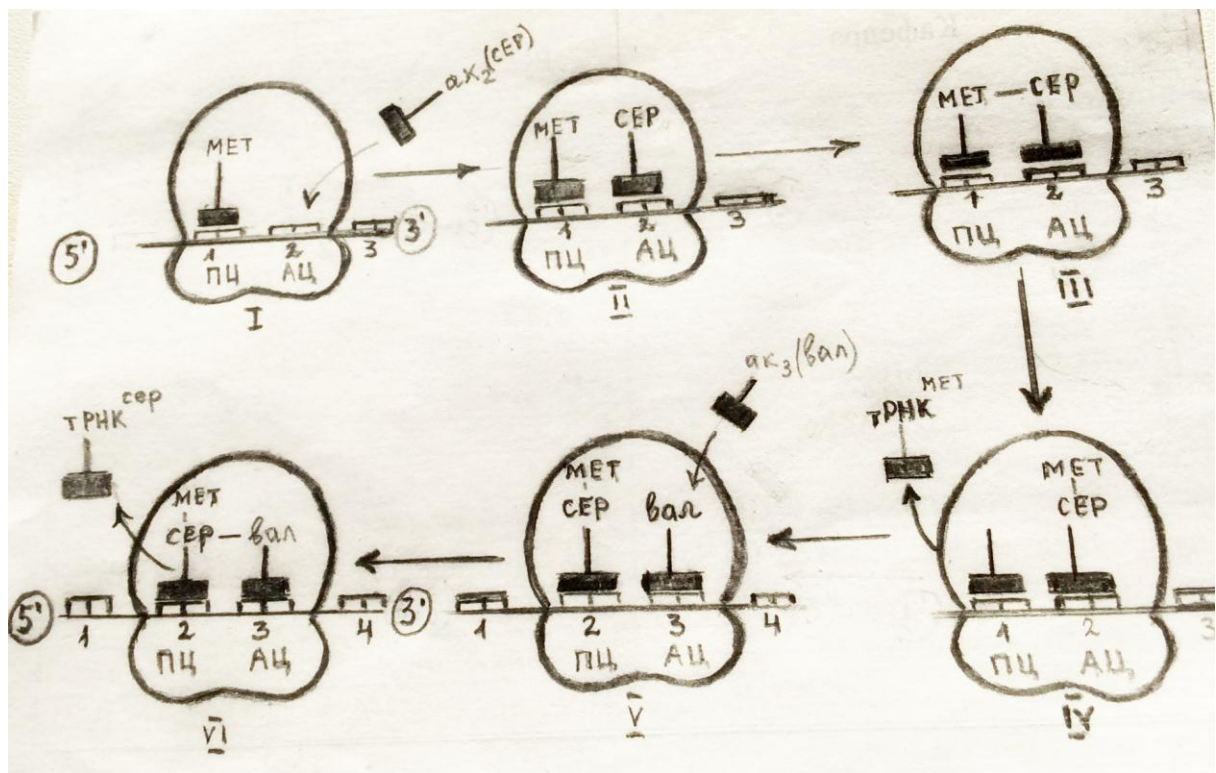 ак₂(СЕР)
МЕТ
5'
1 2 3 3'
ПЦ АЦ
I
МЕТ СЕР
1 2 3
ПЦ АЦ
II
МЕТ — СЕР
1 2 3
ПЦ АЦ
III
тРНК МЕТ
МЕТ
СЕР
1 2 3
ПЦ АЦ
IV
ак₃(вал)
МЕТ
СЕР вал
1 2 3 4
ПЦ АЦ
V
тРНК сер
МЕТ
СЕР — вал
5' 1 2 3 4 3'
ПЦ АЦ
VI